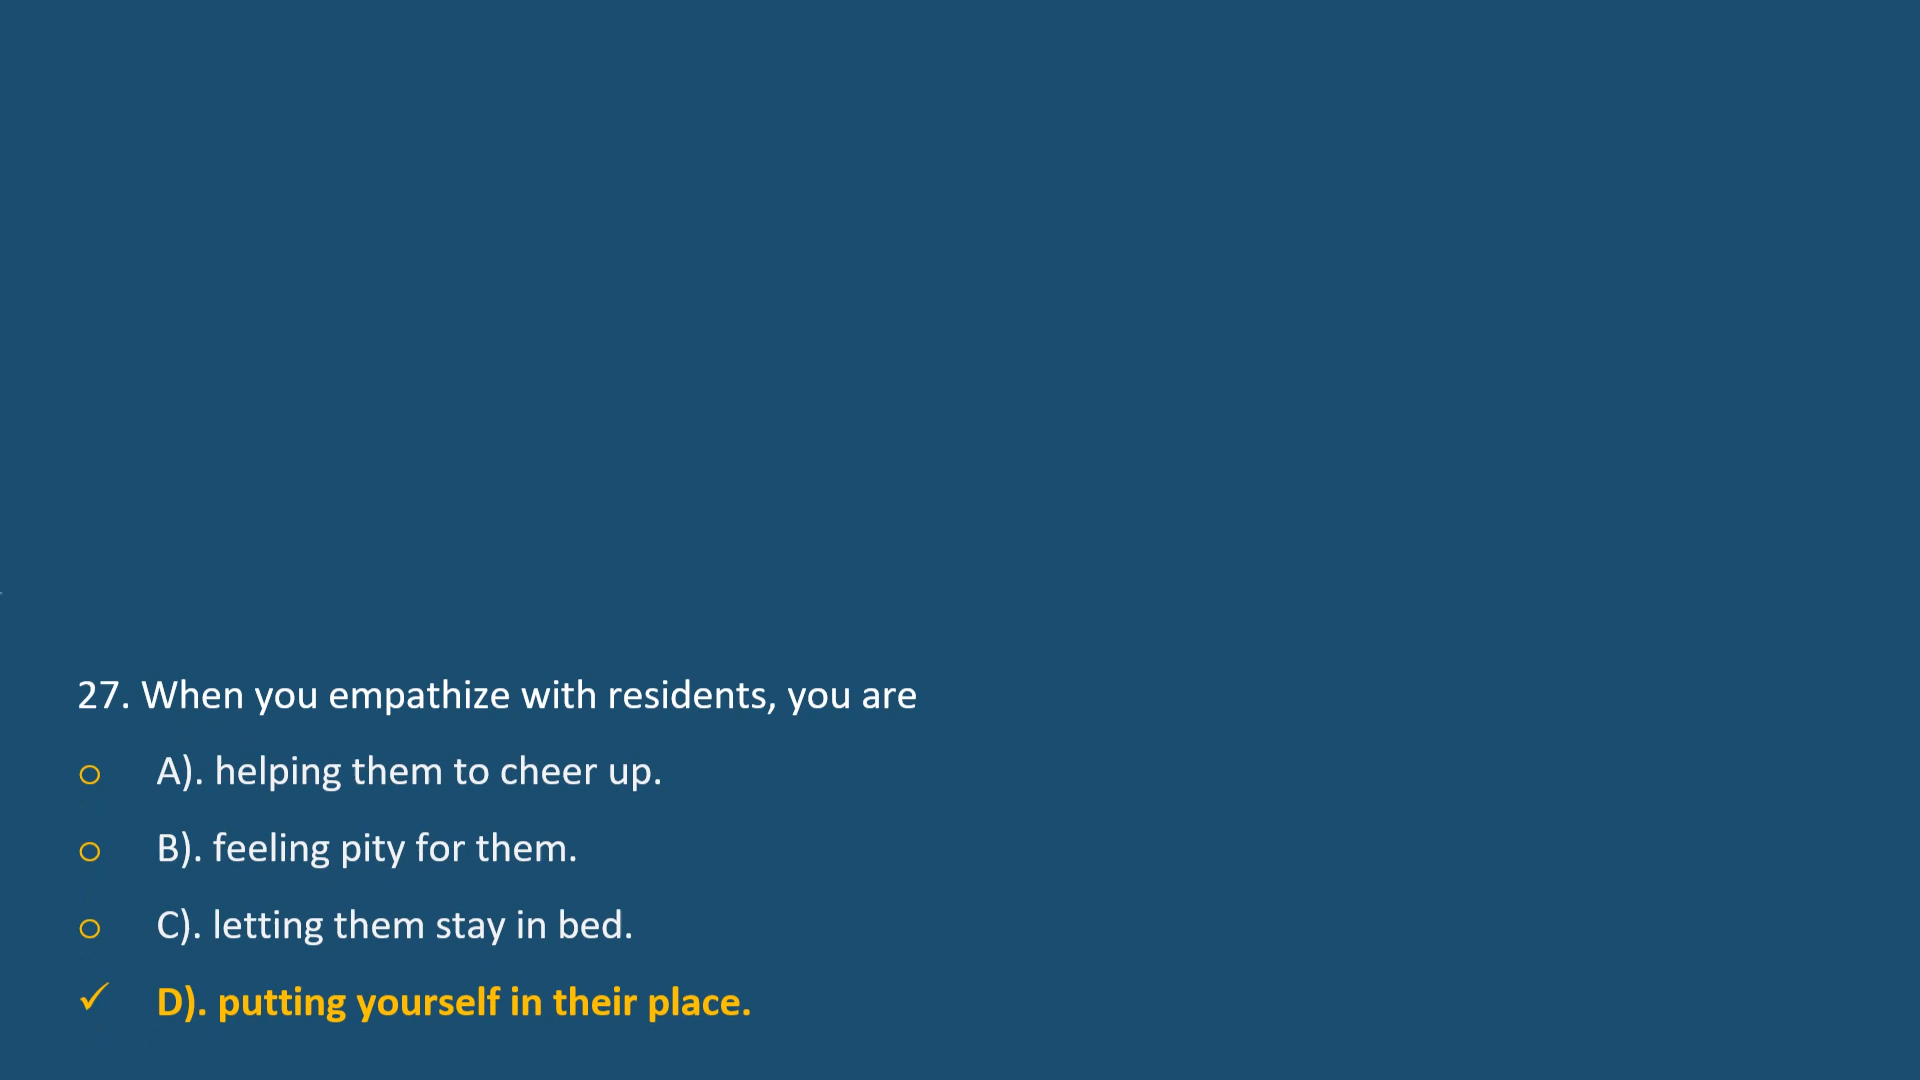 27. When you empathize with residents, you are
o A). helping them to cheer up.
o B). feeling pity for them.
o C). letting them stay in bed.
✓ D). putting yourself in their place.